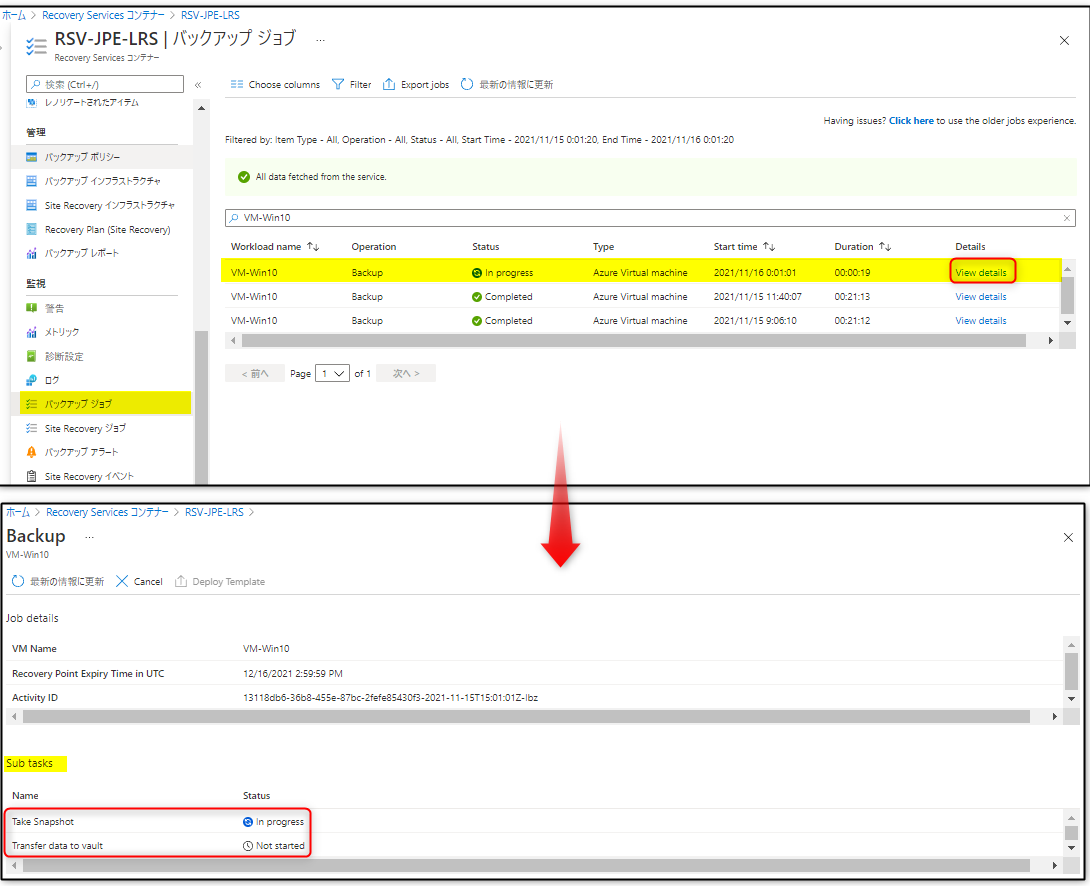 ホーム > Recovery Services コンテナー > RSV-JPE-LRS
RSV-JPE-LRS | バックアップ ジョブ ...
Recovery Services コンテナー
検索 (Ctrl+/) «
レプリケートされたアイテム
管理
バックアップ ポリシー
バックアップ インフラストラクチャ
Site Recovery インフラストラクチャ
Recovery Plan (Site Recovery)
バックアップ レポート
監視
警告
メトリック
診断設定
ログ
バックアップ ジョブ
Site Recovery ジョブ
バックアップ アラート
Site Recovery イベント
Choose columns Filter Export jobs 最新の情報に更新
Having issues? Click here to use the older jobs experience.
Filtered by: Item Type - All, Operation - All, Status - All, Start Time - 2021/11/15 0:01:20, End Time - 2021/11/16 0:01:20
All data fetched from the service.
VM-Win10
Workload name ↑↓ Operation Status Type Start time ↑↓ Duration ↑↓ Details
VM-Win10 Backup In progress Azure Virtual machine 2021/11/16 0:01:01 00:00:19 View details
VM-Win10 Backup Completed Azure Virtual machine 2021/11/15 11:40:07 00:21:13 View details
VM-Win10 Backup Completed Azure Virtual machine 2021/11/15 9:06:10 00:21:12 View details
< 前へ Page 1 of 1 次へ >
ホーム > Recovery Services コンテナー > RSV-JPE-LRS >
Backup ...
VM-Win10
最新の情報に更新 Cancel Deploy Template
Job details
VM Name VM-Win10
Recovery Point Expiry Time in UTC 12/16/2021 2:59:59 PM
Activity ID 13118db6-36b8-455e-87bc-2fefe85430f3-2021-11-15T15:01:01Z-Ibz
Sub tasks
Name Status
Take Snapshot In progress
Transfer data to vault Not started